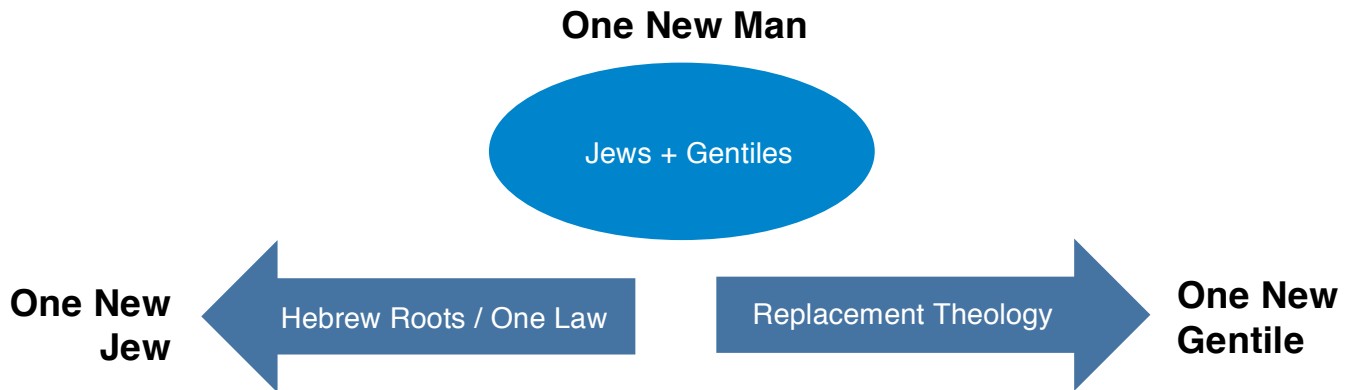 One New Man
Jews + Gentiles
One New
Jew
Hebrew Roots / One Law
Replacement Theology
One New
Gentile